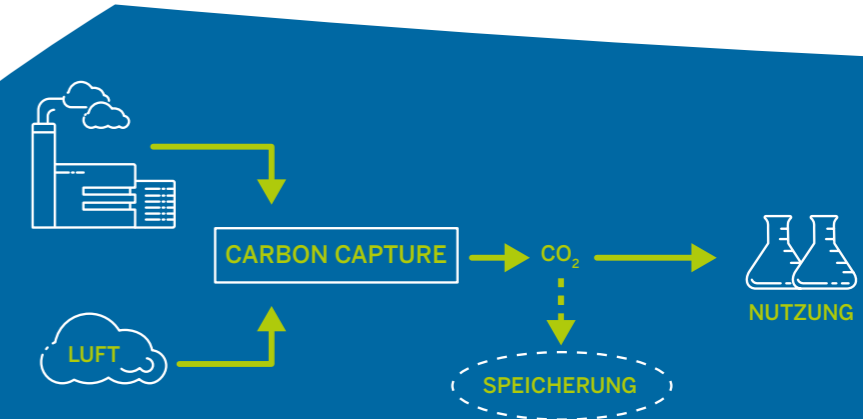 CARBON CAPTURE
CO₂
NUTZUNG
LUFT
SPEICHERUNG